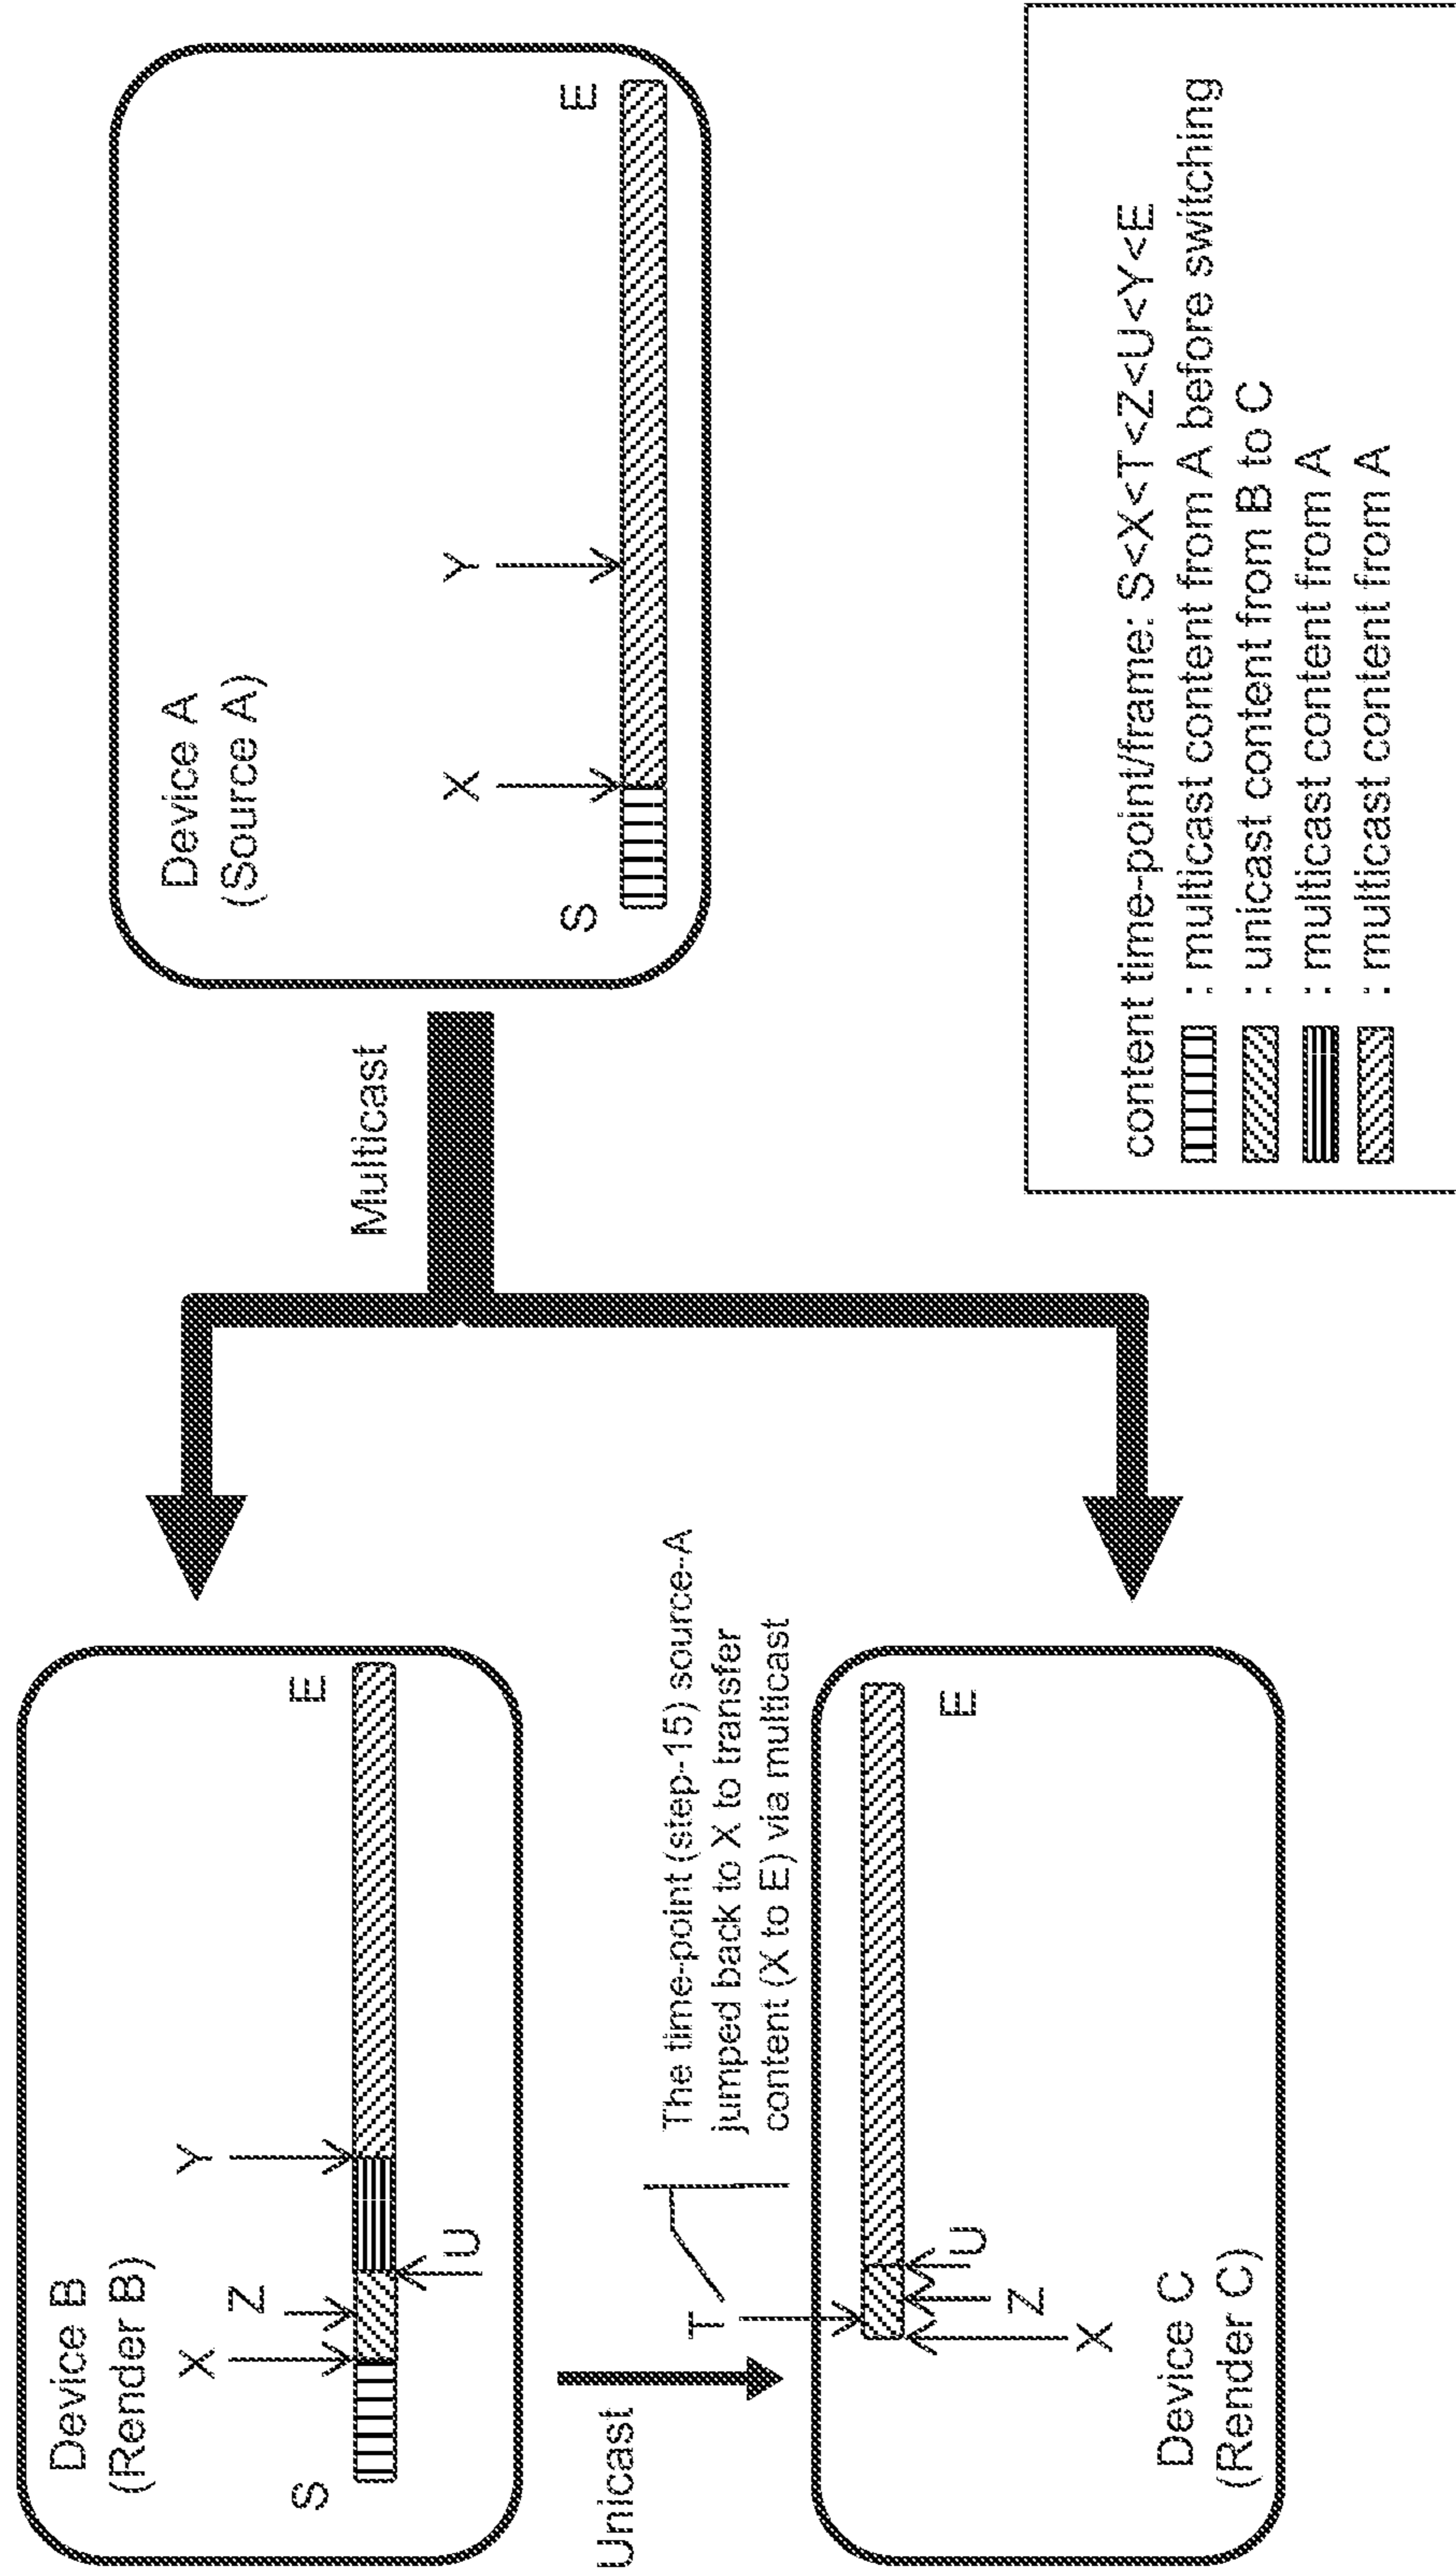 Device B
(Render B)
X
Z
Y
S
E
U
Unicast
T
The time-point (step-15) source-A
jumped back to X to transfer
content (X to E) via multicast
E
U
Z
X
Device C
(Render C)
Multicast
Device A
(Source A)
X
Y
S
E
content time-point/frame: S<X<T<Z<U<Y<E
: multicast content from A before switching
: unicast content from B to C
: multicast content from A
: multicast content from A